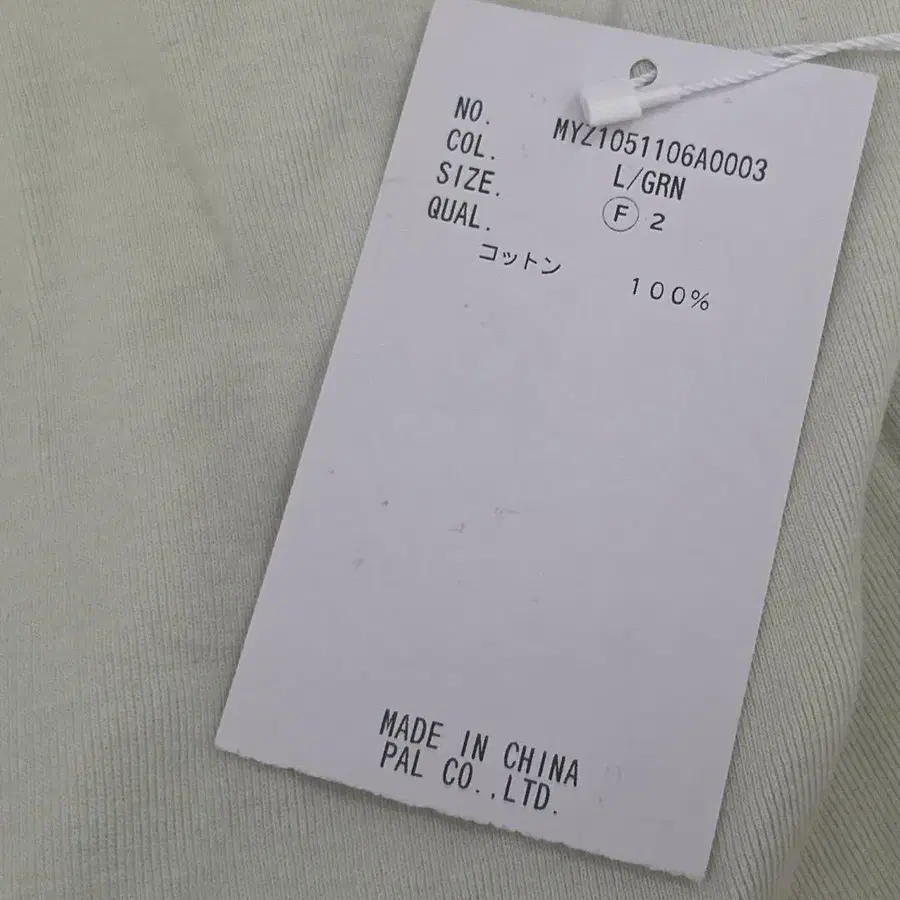 NO. MYZ1051106A0003
COL. L/GRN
SIZE. Ⓕ 2
QUAL.
コットン 100%
MADE IN CHINA
PAL CO.,LTD.